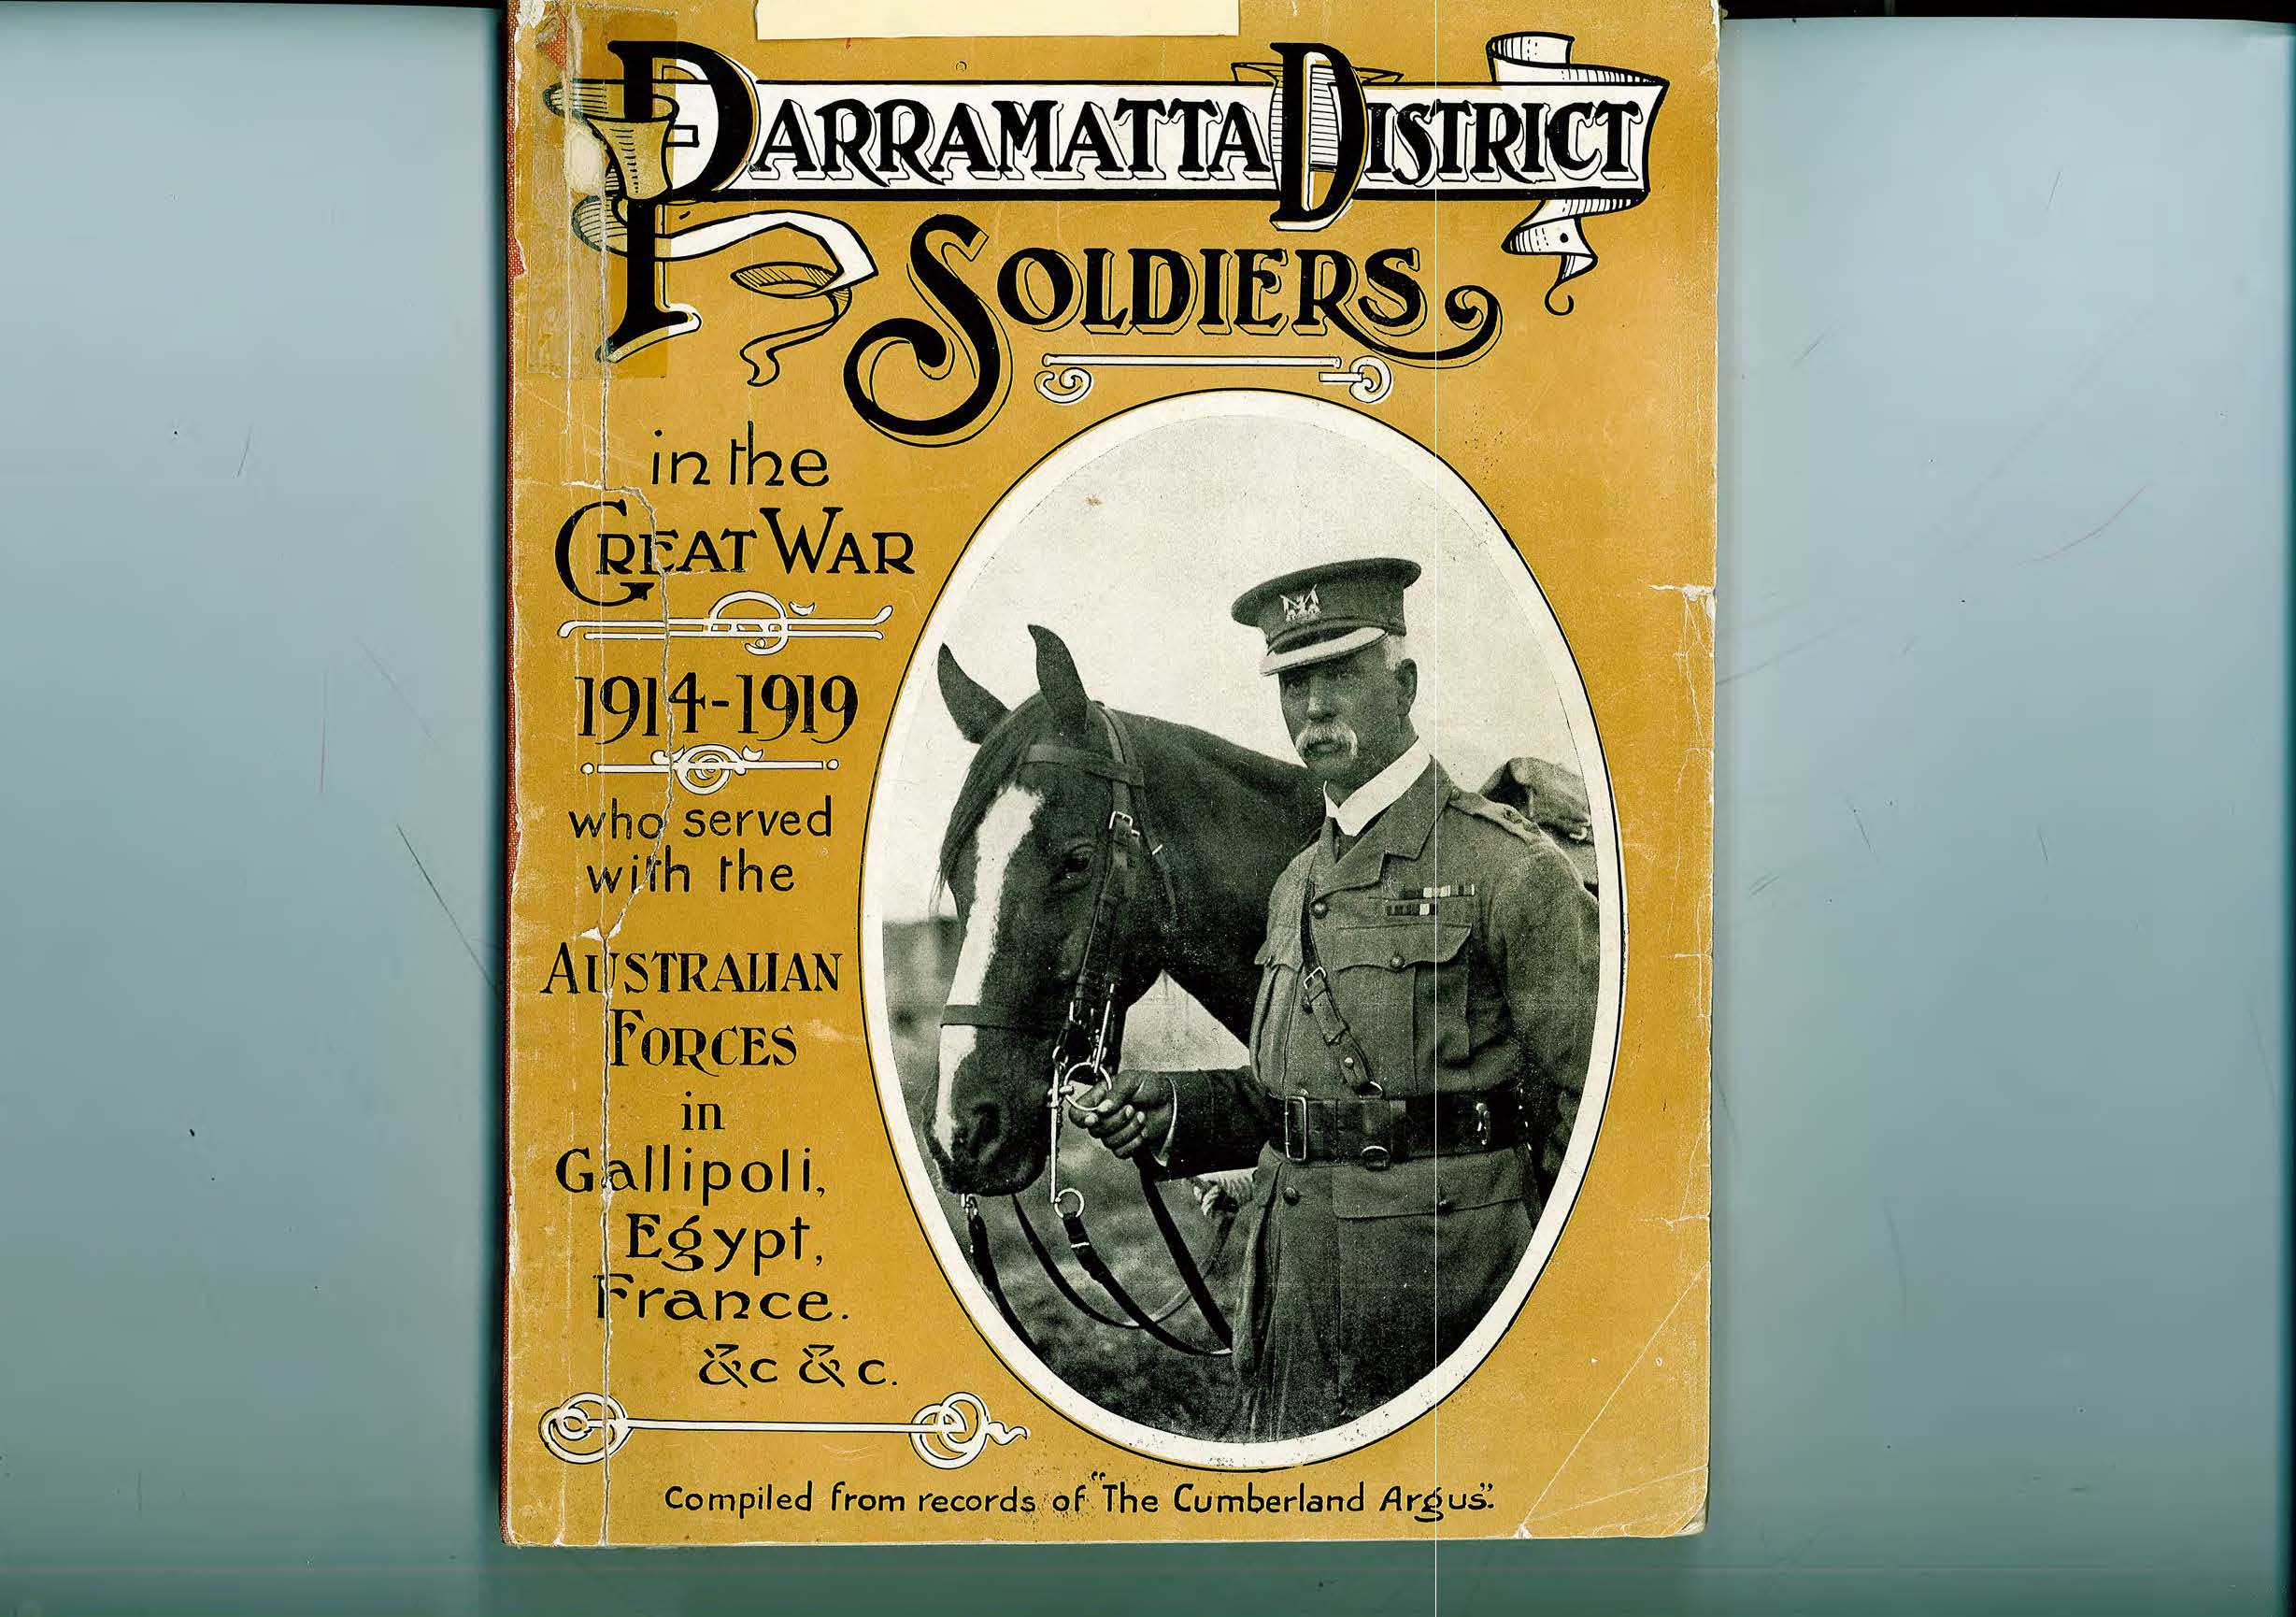 PARRAMATTA DISTRICT
SOLDIERS
in the
GREAT WAR
1914-1919
who served
with the
AUSTRALIAN
FORCES
in
Gallipoli,
Egypt,
France.
&c &c.
Compiled from records of "The Cumberland Argus".